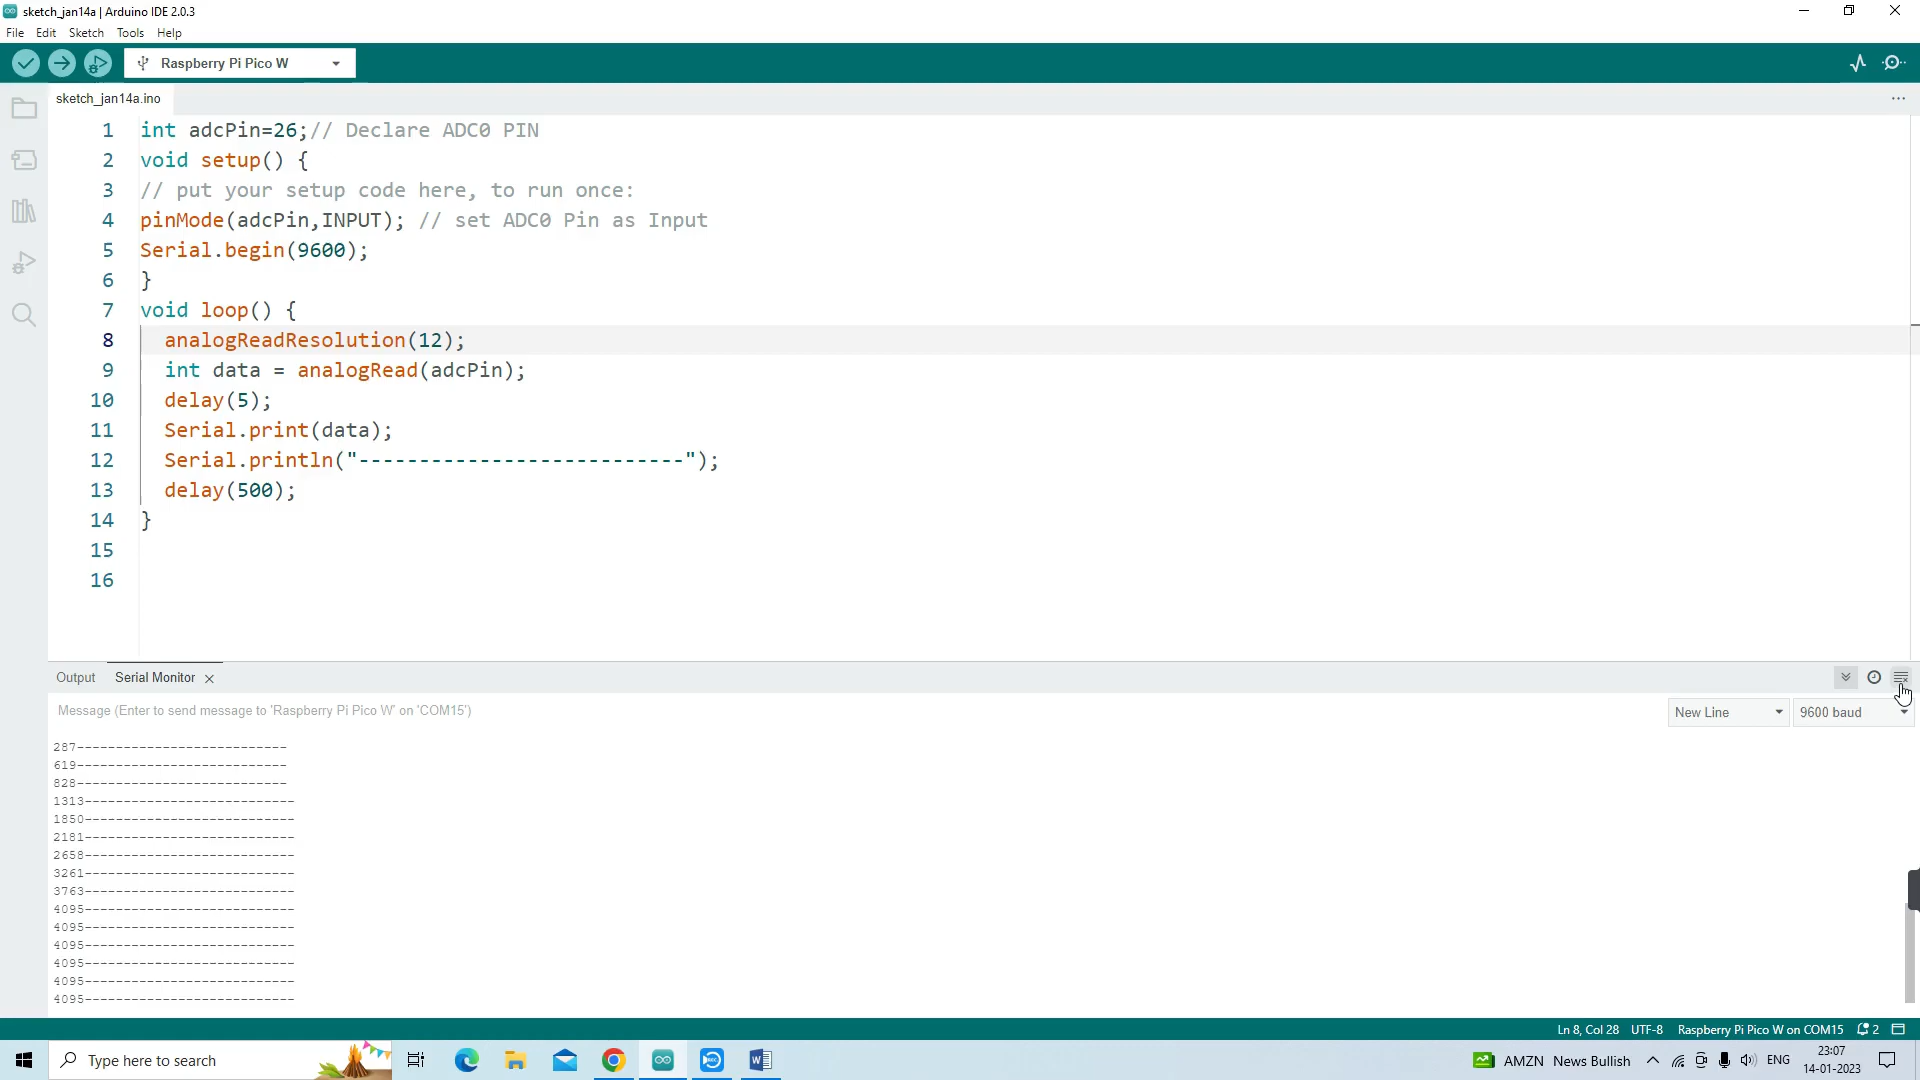 sketch_jan14a | Arduino IDE 2.0.3
File Edit Sketch Tools Help
Raspberry Pi Pico W
sketch_jan14a.ino
1 int adcPin=26;// Declare ADC0 PIN
2 void setup() {
3 // put your setup code here, to run once:
4 pinMode(adcPin,INPUT); // set ADC0 Pin as Input
5 Serial.begin(9600);
6 }
7 void loop() {
8 analogReadResolution(12);
9 int data = analogRead(adcPin);
10 delay(5);
11 Serial.print(data);
12 Serial.println("---------------------------");
13 delay(500);
14 }
15
16
Output Serial Monitor
Message (Enter to send message to 'Raspberry Pi Pico W' on 'COM15')
New Line 9600 baud
287---------------------------
619---------------------------
828---------------------------
1313---------------------------
1850---------------------------
2181---------------------------
2658---------------------------
3261---------------------------
3763---------------------------
4095---------------------------
4095---------------------------
4095---------------------------
4095---------------------------
4095---------------------------
4095---------------------------
Ln 8, Col 28 UTF-8 Raspberry Pi Pico W on COM15 2
Type here to search
AMZN News Bullish
ENG
23:07
14-01-2023